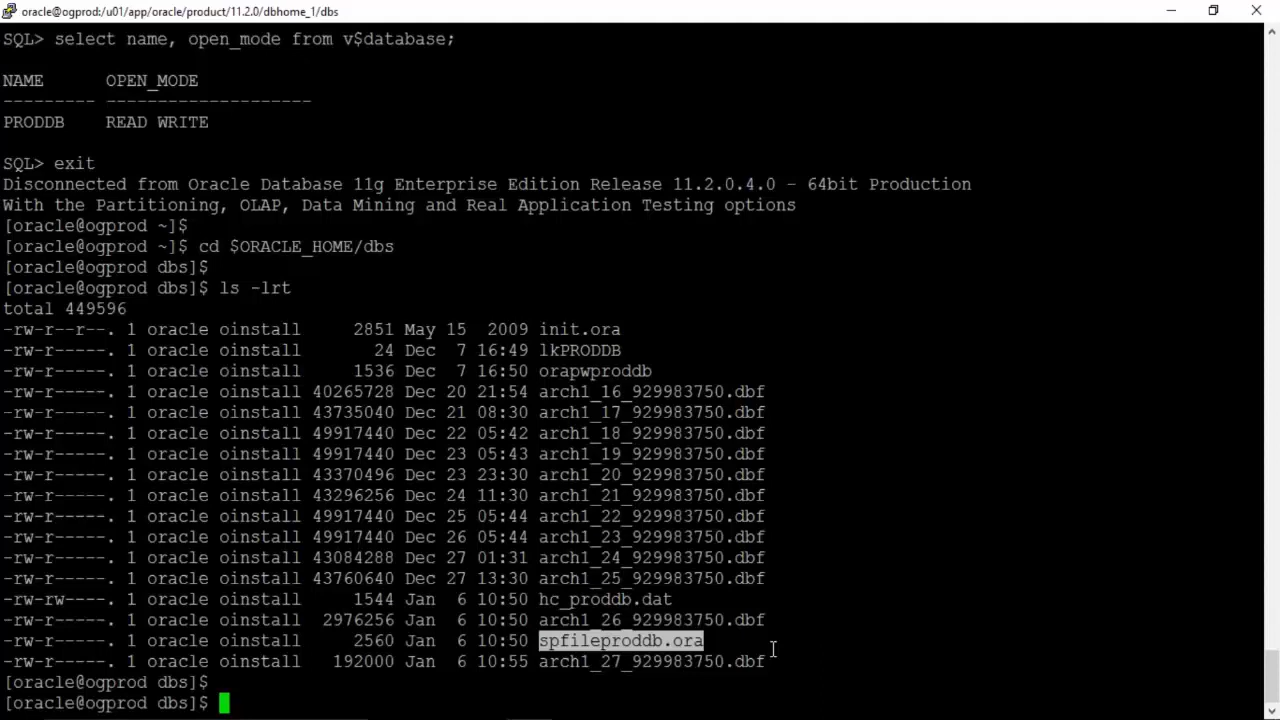 oracle@ogprod:/u01/app/oracle/product/11.2.0/dbhome_1/dbs
SQL> select name, open_mode from v$database;
NAME      OPEN_MODE
--------- --------------------
PRODDB    READ WRITE
SQL> exit
Disconnected from Oracle Database 11g Enterprise Edition Release 11.2.0.4.0 - 64bit Production
With the Partitioning, OLAP, Data Mining and Real Application Testing options
[oracle@ogprod ~]$
[oracle@ogprod ~]$ cd $ORACLE_HOME/dbs
[oracle@ogprod dbs]$
[oracle@ogprod dbs]$ ls -lrt
total 449596
-rw-r--r--. 1 oracle oinstall     2851 May 15  2009 init.ora
-rw-r-----. 1 oracle oinstall       24 Dec  7 16:49 lkPRODDB
-rw-r-----. 1 oracle oinstall     1536 Dec  7 16:50 orapwproddb
-rw-r-----. 1 oracle oinstall 40265728 Dec 20 21:54 arch1_16_929983750.dbf
-rw-r-----. 1 oracle oinstall 43735040 Dec 21 08:30 arch1_17_929983750.dbf
-rw-r-----. 1 oracle oinstall 49917440 Dec 22 05:42 arch1_18_929983750.dbf
-rw-r-----. 1 oracle oinstall 49917440 Dec 23 05:43 arch1_19_929983750.dbf
-rw-r-----. 1 oracle oinstall 43370496 Dec 23 23:30 arch1_20_929983750.dbf
-rw-r-----. 1 oracle oinstall 43296256 Dec 24 11:30 arch1_21_929983750.dbf
-rw-r-----. 1 oracle oinstall 49917440 Dec 25 05:44 arch1_22_929983750.dbf
-rw-r-----. 1 oracle oinstall 49917440 Dec 26 05:44 arch1_23_929983750.dbf
-rw-r-----. 1 oracle oinstall 43084288 Dec 27 01:31 arch1_24_929983750.dbf
-rw-r-----. 1 oracle oinstall 43760640 Dec 27 13:30 arch1_25_929983750.dbf
-rw-rw----. 1 oracle oinstall     1544 Jan  6 10:50 hc_proddb.dat
-rw-r-----. 1 oracle oinstall  2976256 Jan  6 10:50 arch1_26_929983750.dbf
-rw-r-----. 1 oracle oinstall     2560 Jan  6 10:50 spfileproddb.ora
-rw-r-----. 1 oracle oinstall   192000 Jan  6 10:55 arch1_27_929983750.dbf
[oracle@ogprod dbs]$
[oracle@ogprod dbs]$